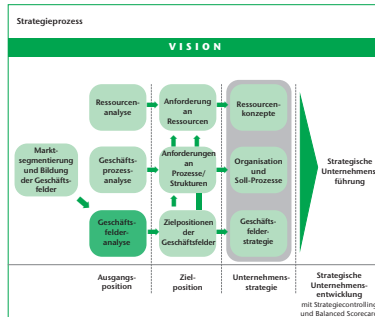 Strategieprozess
VISION
Ressourcen-
analyse
Anforderung
an
Ressourcen
Ressourcen-
konzepte
Markt-
segmentierung
und Bildung
der Geschäfts-
felder
Geschäfts-
prozess-
analyse
Anforderungen
an
Prozesse/
Strukturen
Organisation
und
Soll-Prozesse
Strategische
Unternehmens
führung
Geschäfts-
felder-
analyse
Zielpositionen
der
Geschäftsfelder
Geschäfts-
felder-
strategie
Ausgangs-
position
Ziel-
position
Unternehmens-
strategie
Strategische
Unternehmens-
entwicklung
mit Strategiecontrolling
und Balanced Scorecard